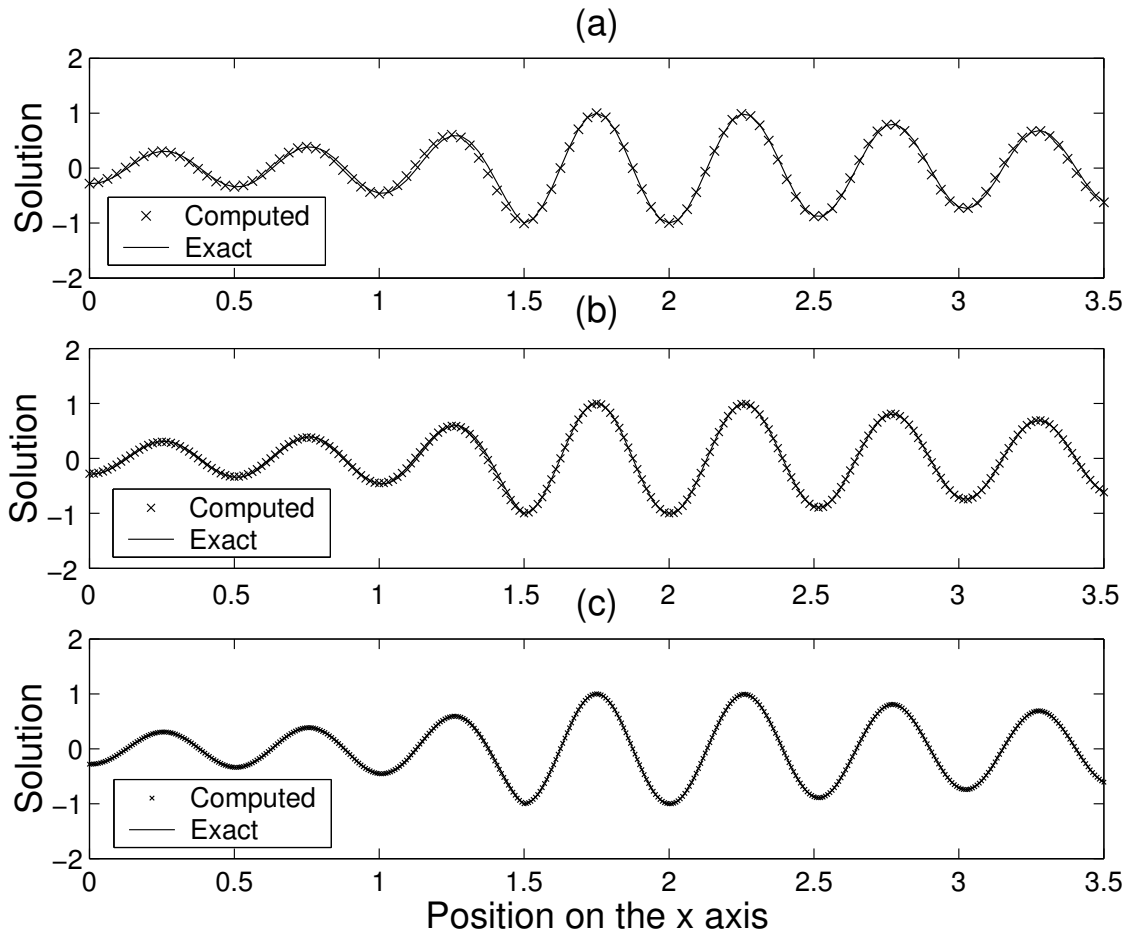 (a)
Solution
2
1
0
−1
−2
× Computed
— Exact
0 0.5 1 1.5 2 2.5 3 3.5
(b)
Solution
2
1
0
−1
−2
× Computed
— Exact
0 0.5 1 1.5 2 2.5 3 3.5
(c)
Solution
2
1
0
−1
−2
× Computed
— Exact
0 0.5 1 1.5 2 2.5 3 3.5
Position on the x axis